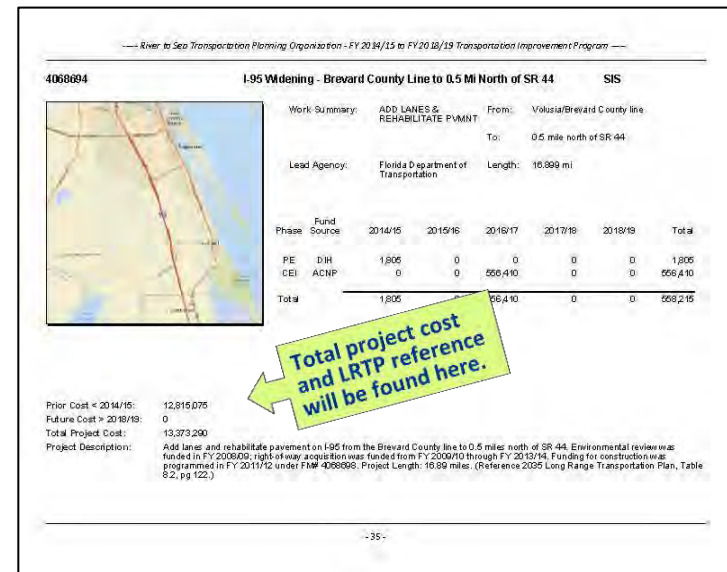 ---- River to Sea Transportation Planning Organization - FY 2014/15 to FY 2018/19 Transportation Improvement Program ----
4068694 I-95 Widening - Brevard County Line to 0.5 Mi North of SR 44 SIS
Work Summary: ADD LANES & REHABILITATE PVMNT From: Volusia/Brevard County line
To: 0.5 mile north of SR 44
Lead Agency: Florida Department of Transportation Length: 16.899 mi
Phase Fund Source 2014/15 2015/16 2016/17 2017/18 2018/19 Total
PE DIH 1,805 0 0 0 0 1,805
CEI ACNP 0 0 556,410 0 0 556,410
Total 1,805 0 56,410 0 0 558,215
Total project cost
and LRTP reference
will be found here.
Prior Cost < 2014/15: 12,815,075
Future Cost > 2018/19: 0
Total Project Cost: 13,373,290
Project Description: Add lanes and rehabilitate pavement on I-95 from the Brevard County line to 0.5 miles north of SR 44. Environmental review was
funded in FY 2008/09; right-of-way acquisition was funded from FY 2009/10 through FY 2013/14. Funding for construction was
programmed in FY 2011/12 under FM# 4068698. Project Length: 16.89 miles. (Reference 2035 Long Range Transportation Plan, Table
8.2, pg 122.)
- 35 -